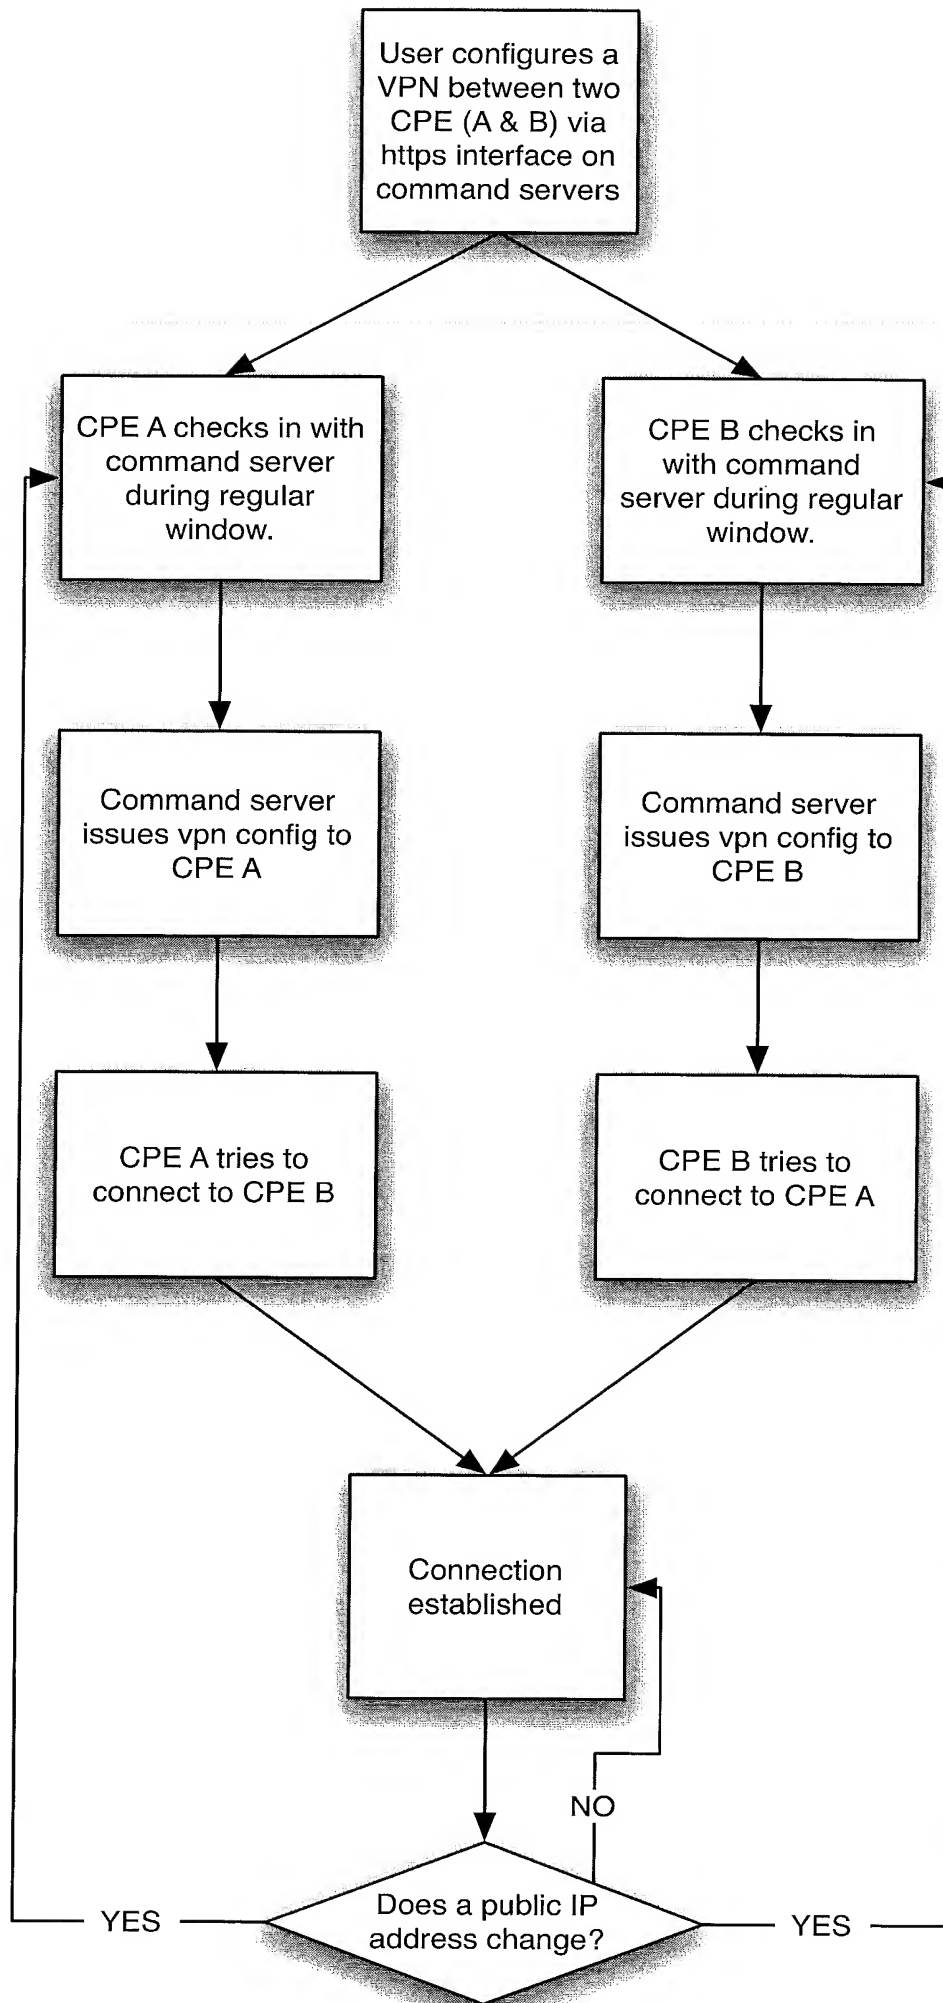 User configures a
VPN between two
CPE (A & B) via
https interface on
command servers
CPE A checks in with
command server
during regular
window.
CPE B checks in
with command
server during regular
window.
Command server
issues vpn config to
CPE A
Command server
issues vpn config to
CPE B
CPE A tries to
connect to CPE B
CPE B tries to
connect to CPE A
Connection
established
NO
Does a public IP
address change?
YES
YES